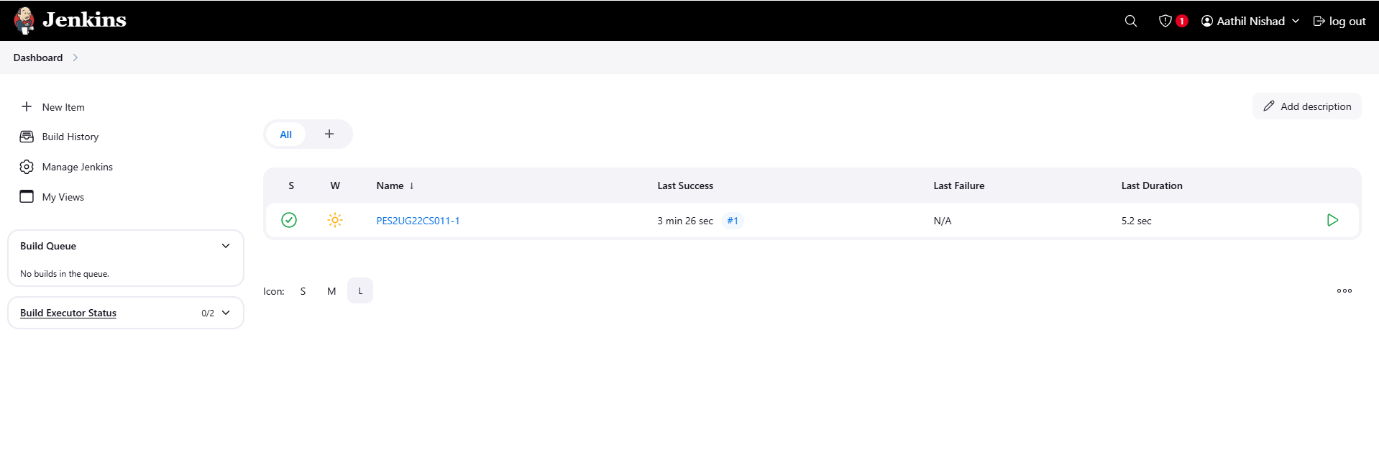 Jenkins
1 Aathil Nishad log out
Dashboard
New Item
Build History
Manage Jenkins
My Views
Build Queue
No builds in the queue.
Build Executor Status 0/2
Add description
All +
S W Name ↓ Last Success Last Failure Last Duration
PES2UG22CS011-1 3 min 26 sec #1 N/A 5.2 sec
Icon: S M L